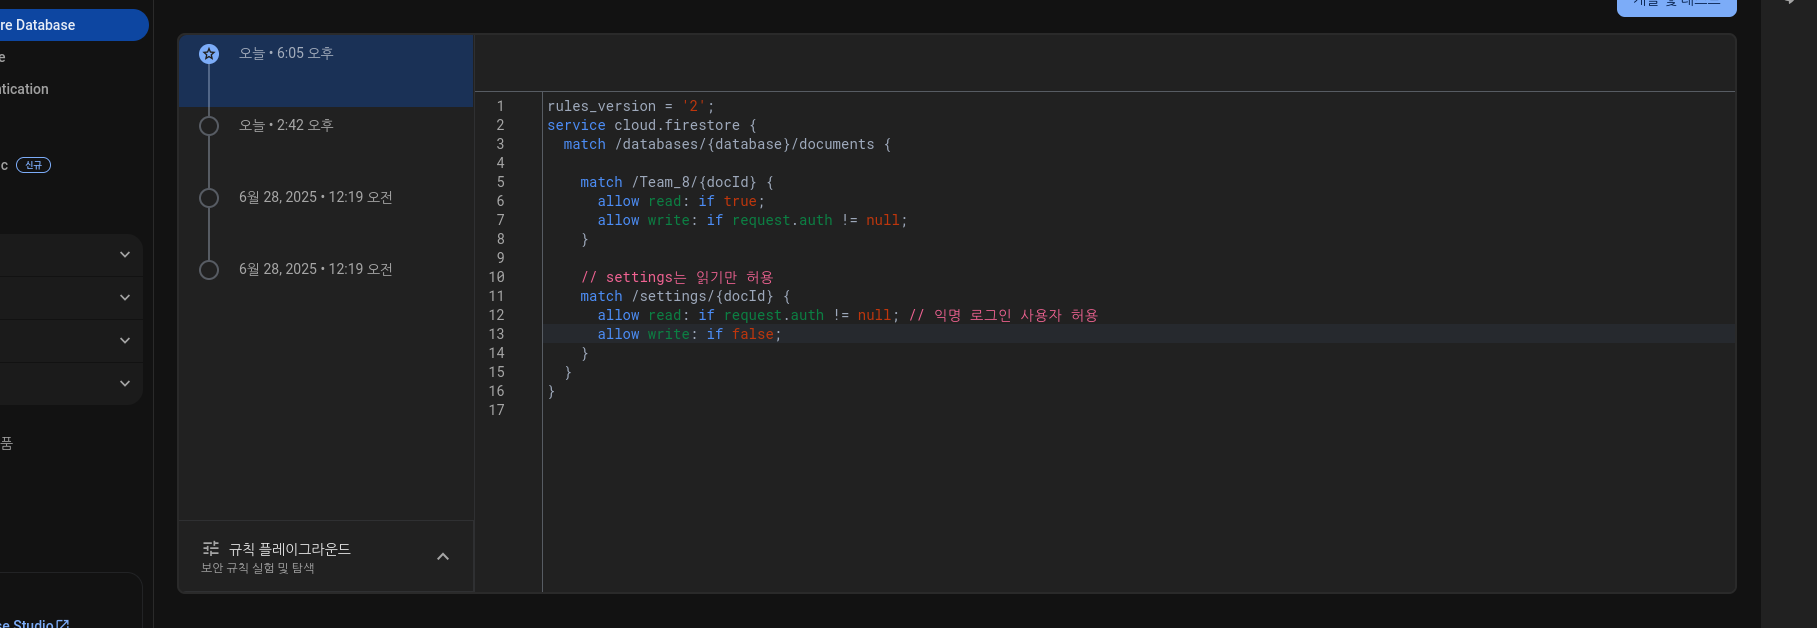 re Database
e
ntication
c 신규
품
se Studio
오늘 • 6:05 오후
오늘 • 2:42 오후
6월 28, 2025 • 12:19 오전
6월 28, 2025 • 12:19 오전
규칙 플레이그라운드
보안 규칙 실험 및 탐색
1 rules_version = '2';
2 service cloud.firestore {
3   match /databases/{database}/documents {
4
5     match /Team_8/{docId} {
6       allow read: if true;
7       allow write: if request.auth != null;
8     }
9
10     // settings는 읽기만 허용
11     match /settings/{docId} {
12       allow read: if request.auth != null; // 익명 로그인 사용자 허용
13       allow write: if false;
14     }
15   }
16 }
17